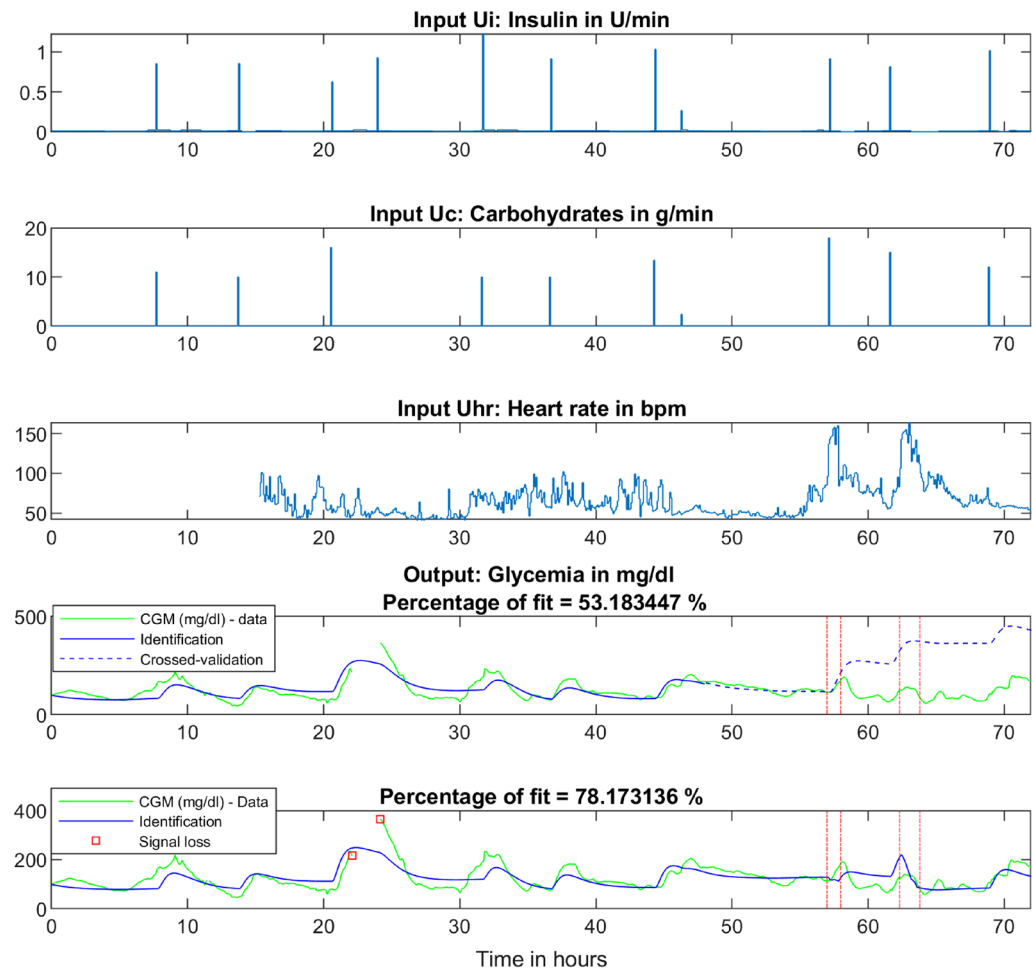 Input Ui: Insulin in U/min
1
0.5
0
0 10 20 30 40 50 60 70
Input Uc: Carbohydrates in g/min
20
10
0
0 10 20 30 40 50 60 70
Input Uhr: Heart rate in bpm
150
100
50
0 10 20 30 40 50 60 70
Output: Glycemia in mg/dl
Percentage of fit = 53.183447 %
500
CGM (mg/dl) - data
Identification
Crossed-validation
0
0 10 20 30 40 50 60 70
Percentage of fit = 78.173136 %
400
CGM (mg/dl) - Data
Identification
Signal loss
200
0
0 10 20 30 40 50 60 70
Time in hours